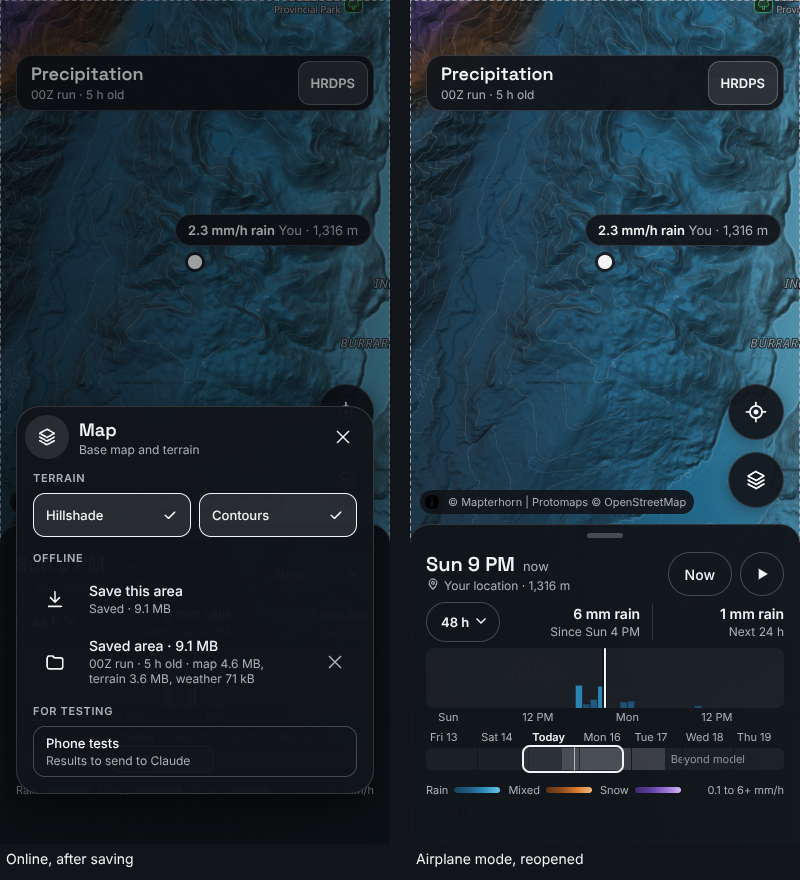 Provincial Park
Precipitation
00Z run · 5 h old
HRDPS
2.3 mm/h rain You · 1,316 m
BURRAR
Map
Base map and terrain
TERRAIN
Hillshade
Contours
OFFLINE
Save this area
Saved · 9.1 MB
Saved area · 9.1 MB
00Z run · 5 h old · map 4.6 MB,
terrain 3.6 MB, weather 71 kB
FOR TESTING
Phone tests
Results to send to Claude
Online, after saving
Provi
Precipitation
00Z run · 5 h old
HRDPS
2.3 mm/h rain You · 1,316 m
IN
BURRAR
© Mapterhorn | Protomaps © OpenStreetMap
Sun 9 PM now
Your location · 1,316 m
Now
48 h
6 mm rain
Since Sun 4 PM
1 mm rain
Next 24 h
Sun 12 PM Mon 12 PM
Fri 13 Sat 14 Today Mon 16 Tue 17 Wed 18 Thu 19
Beyond model
Rain Mixed Snow 0.1 to 6+ mm/h
Airplane mode, reopened